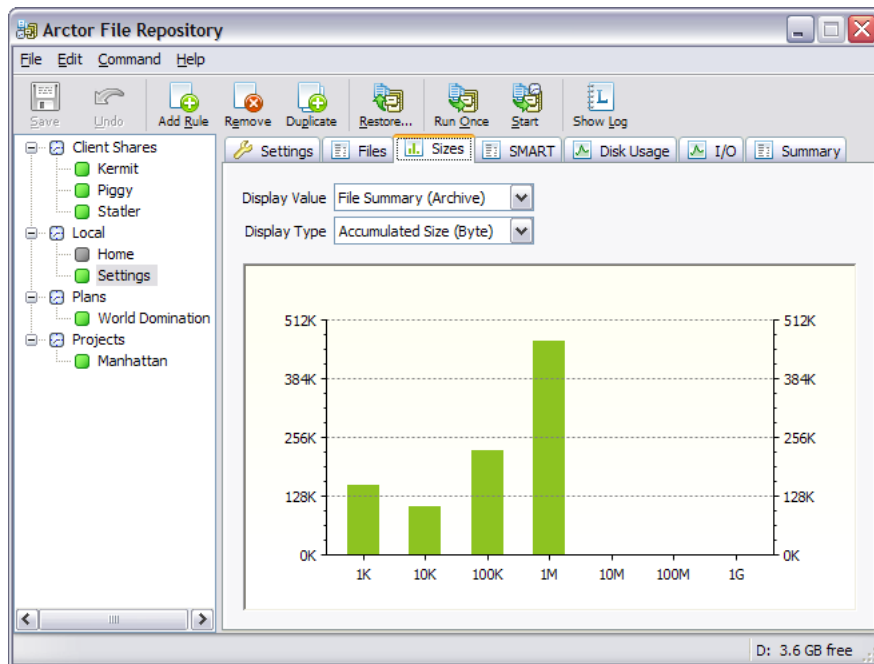 Arctor File Repository
File Edit Command Help
Save Undo Add Rule Remove Duplicate Restore... Run Once Start Show Log
Client Shares
Kermit
Piggy
Statler
Local
Home
Settings
Plans
World Domination
Projects
Manhattan
Settings Files Sizes SMART Disk Usage I/O Summary
Display Value File Summary (Archive)
Display Type Accumulated Size (Byte)
512K 512K
384K 384K
256K 256K
128K 128K
0K 0K
1K 10K 100K 1M 10M 100M 1G
D: 3.6 GB free